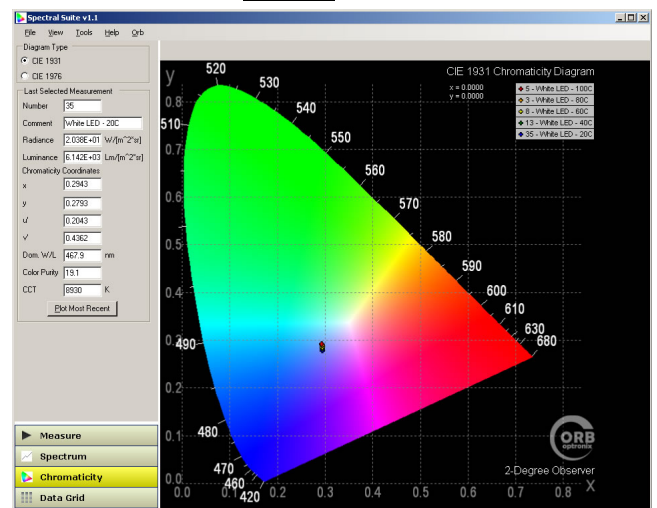 Spectral Suite v1.1
File View Tools Help Orb
Diagram Type
CIE 1931
CIE 1976
Last Selected Measurement
Number 35
Comment White LED - 20C
Radiance 2.038E+01 W/[m^2*sr]
Luminance 6.142E+03 Lm/[m^2*sr]
Chromaticity Coordinates
x 0.2943
y 0.2793
u' 0.2043
v' 0.4362
Dom. W/L 467.9 nm
Color Purity 19.1
CCT 8930 K
Plot Most Recent
Measure
Spectrum
Chromaticity
Data Grid
CIE 1931 Chromaticity Diagram
x = 0.0000
y = 0.0000
5 - White LED - 100C
3 - White LED - 80C
8 - White LED - 60C
13 - White LED - 40C
35 - White LED - 20C
y
0.8
0.7
0.6
0.5
0.4
0.3
0.2
0.1
0.0
520
530
540
510
550
560
570
580
590
600
610
630
680
490
480
470
460
420
ORB
optronix
2-Degree Observer
0.0 0.1 0.2 0.3 0.4 0.5 0.6 0.7 0.8 X